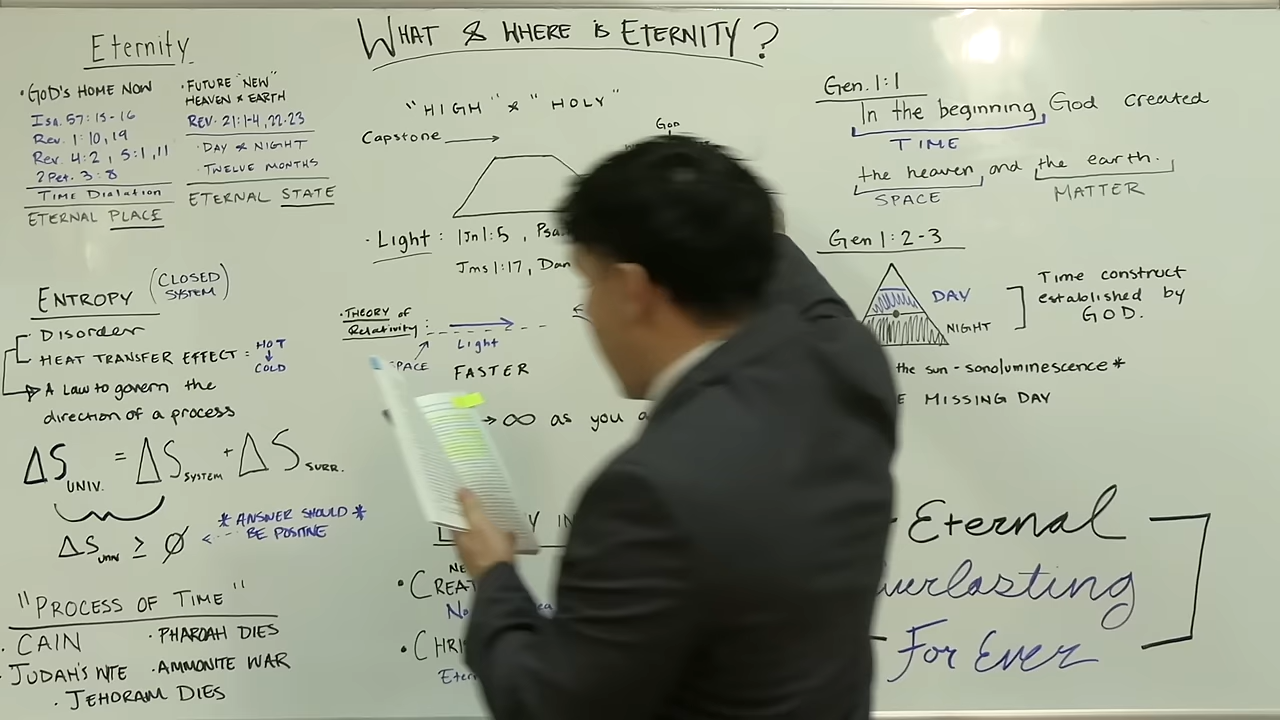 WHAT & WHERE IS ETERNITY?
Eternity
• GOD'S HOME NOW
Isa. 57:15-16
Rev. 1:10, 19
Rev. 4:2, 5:1, 11
2 Pet. 3:8
TIME DIALATION
ETERNAL PLACE
• FUTURE "NEW"
HEAVEN & EARTH
REV. 21:1-4, 22-23
• DAY & NIGHT
• TWELVE MONTHS
ETERNAL STATE
ENTROPY (CLOSED
SYSTEM)
DISORDER
HEAT TRANSFER EFFECT: HOT
COLD
A LAW TO govern the
direction of a process
ΔS UNIV. = ΔS SYSTEM + ΔS SURR.
ΔS UNIV ≥ Ø
* ANSWER SHOULD *
BE POSITIVE
"PROCESS OF TIME"
• CAIN
• JUDAH'S WIFE
• JEHORAM DIES
• PHAROAH DIES
• AMMONITE WAR
"HIGH" & "HOLY"
Capstone
God
• Light: 1Jn 1:5, Psa
Jms 1:17, Dan
• THEORY of
Relativity:
SPACE
Light
FASTER
→ ∞ as you a
IN
• CREAT
• CHRI
Eter
Gen. 1:1
In the beginning, God created
TIME
the heaven, and the earth.
SPACE
MATTER
Gen 1:2-3
DAY
NIGHT
Time construct
established by
GOD.
the sun - sonoluminescence*
MISSING DAY
Eternal
verlasting
For Ever